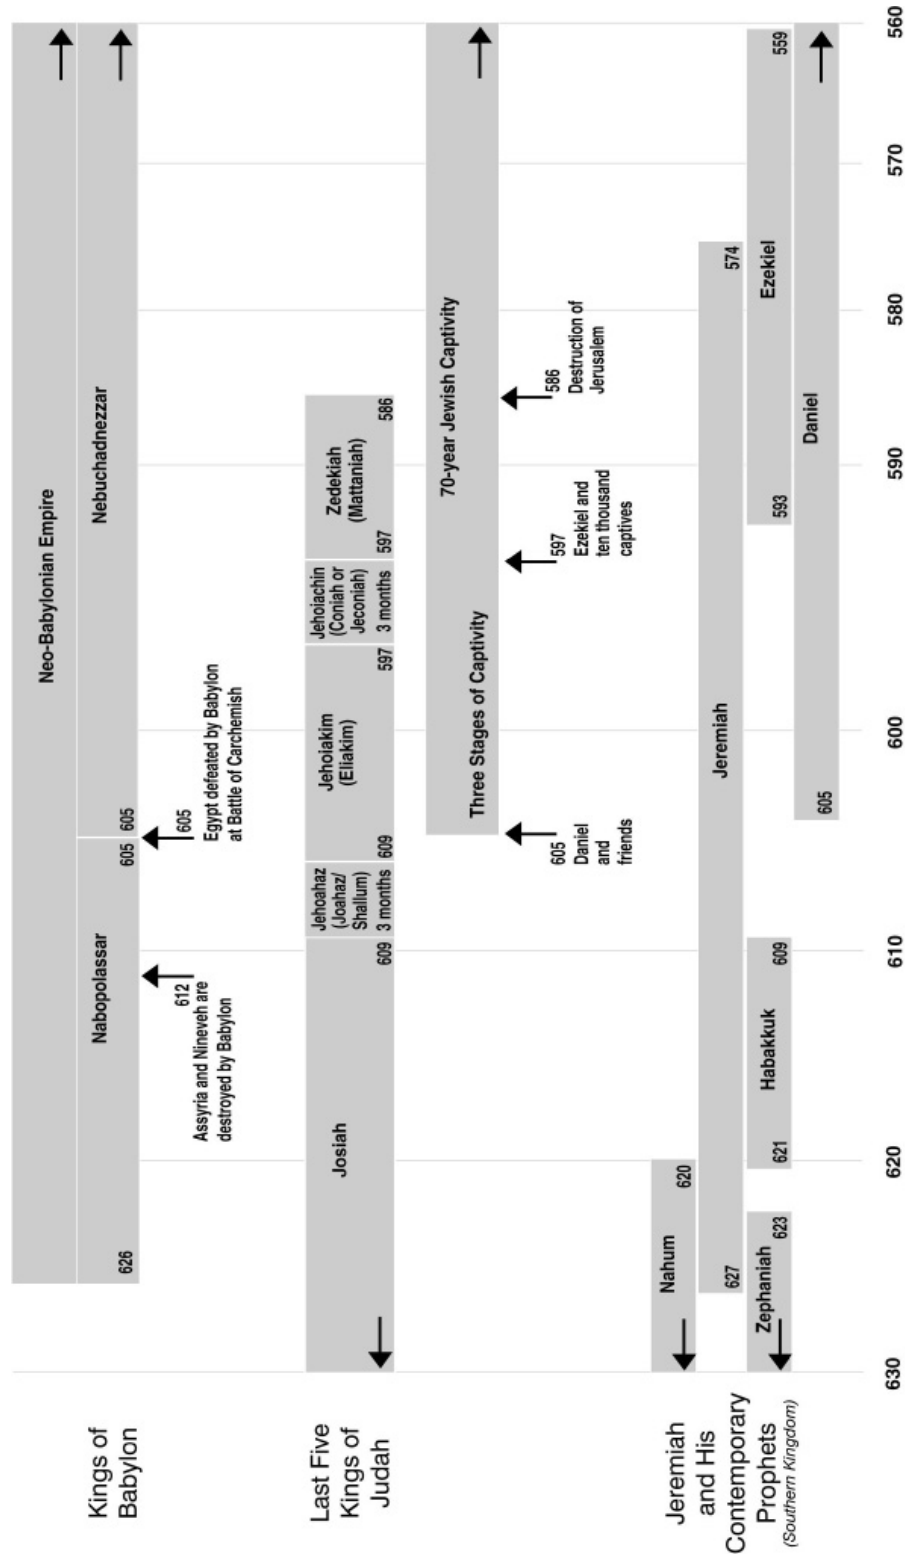 Kings of
Babylon
Neo-Babylonian Empire
626
Nabopolassar
605
605
Nebuchadnezzar
612
Assyria and Nineveh are
destroyed by Babylon
605
Egypt defeated by Babylon
at Battle of Carchemish
Last Five
Kings of
Judah
Josiah
609
Jehoahaz
(Joahaz/
Shallum)
3 months
609
Jehoiakim
(Eliakim)
597
Jehoiachin
(Coniah or
Jeconiah)
3 months
597
Zedekiah
(Mattaniah)
586
70-year Jewish Captivity
Three Stages of Captivity
605
Daniel
and
friends
597
Ezekiel and
ten thousand
captives
586
Destruction of
Jerusalem
Jeremiah
and His
Contemporary
Prophets
(Southern Kingdom)
Nahum
620
627
Jeremiah
574
Zephaniah
623
621
Habakkuk
609
593
Ezekiel
559
605
Daniel
630
620
610
600
590
580
570
560